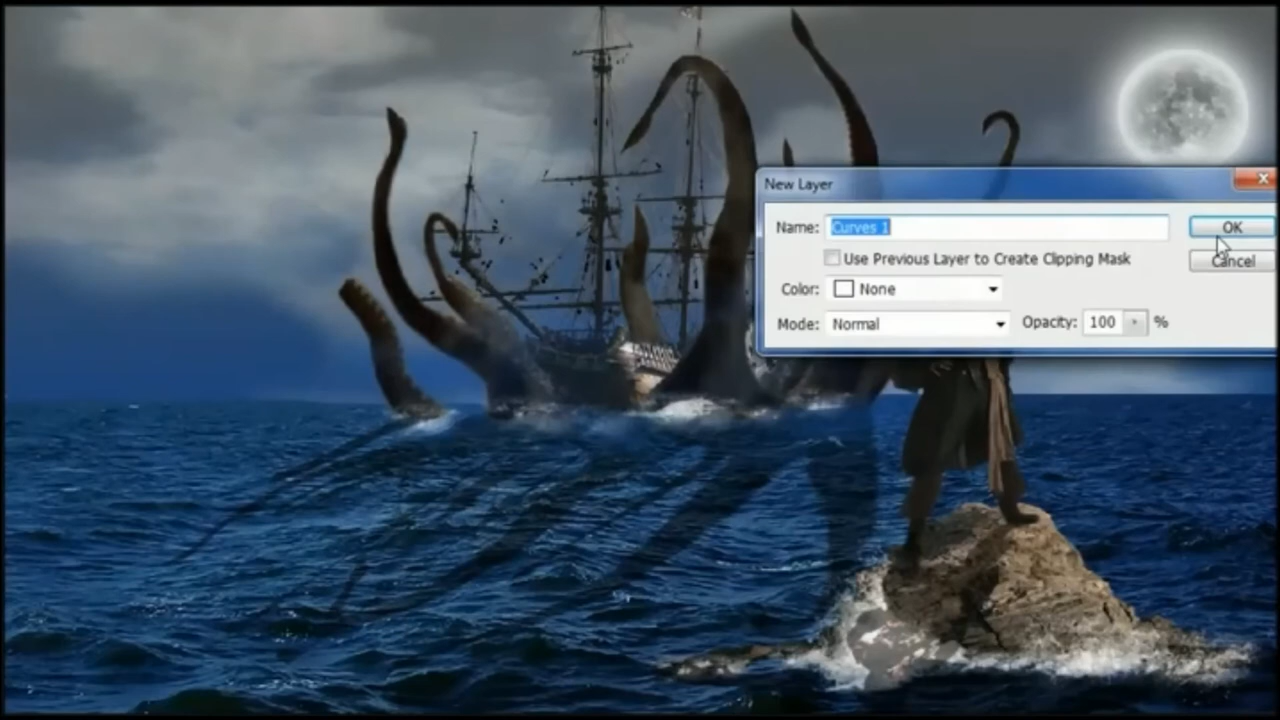 New Layer
Name: Curves 1
OK
Use Previous Layer to Create Clipping Mask
Cancel
Color: None
Mode: Normal Opacity: 100 %